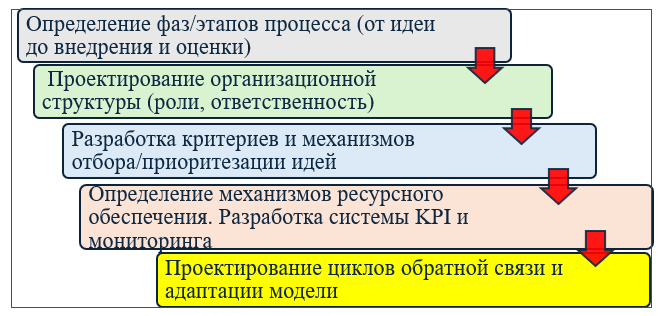 Определение фаз/этапов процесса (от идеи
до внедрения и оценки)
Проектирование организационной
структуры (роли, ответственность)
Разработка критериев и механизмов
отбора/приоритезации идей
Определение механизмов ресурсного
обеспечения. Разработка системы KPI и
мониторинга
Проектирование циклов обратной связи и
адаптации модели